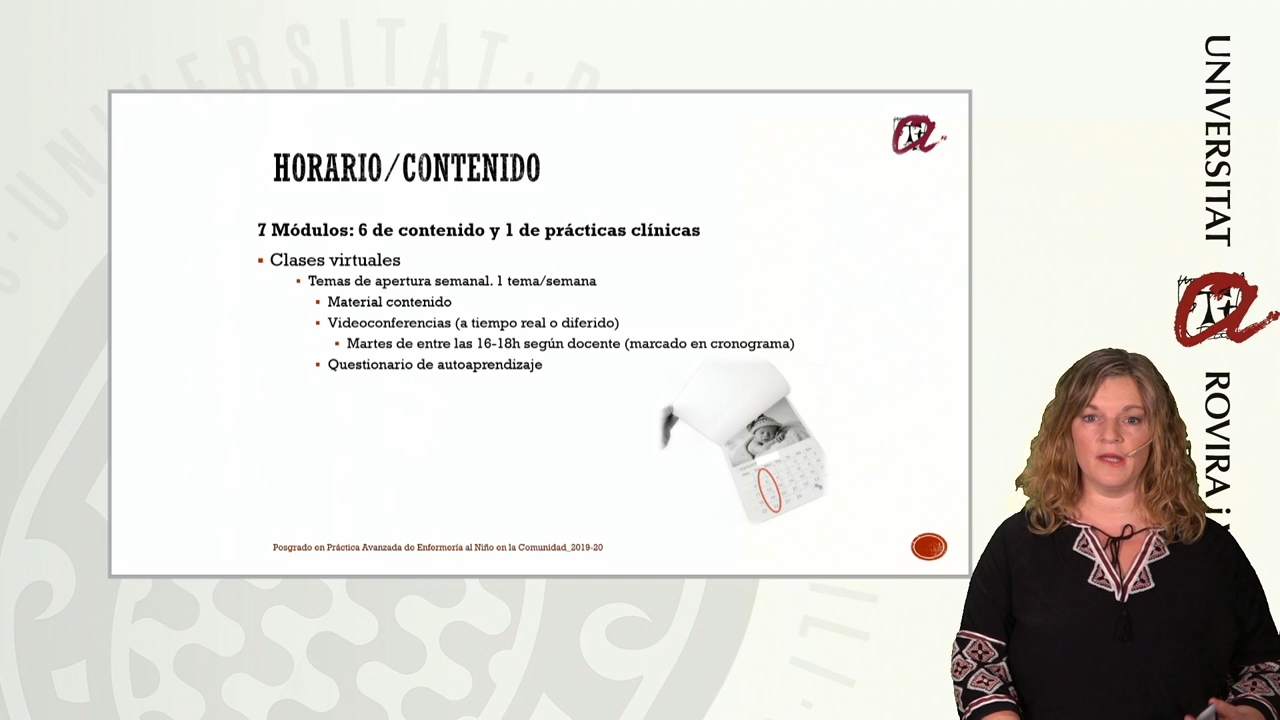 HORARIO/CONTENIDO
7 Módulos: 6 de contenido y 1 de prácticas clínicas
Clases virtuales
Temas de apertura semanal. 1 tema/semana
Material contenido
Videoconferencias (a tiempo real o diferido)
Martes de entre las 16-18h según docente (marcado en cronograma)
Questionario de autoaprendizaje
Posgrado en Práctica Avanzada de Enfermería al Niño en la Comunidad_2019-20
UNIVERSITAT
ROVIRA i
UNIVERSITAT · R